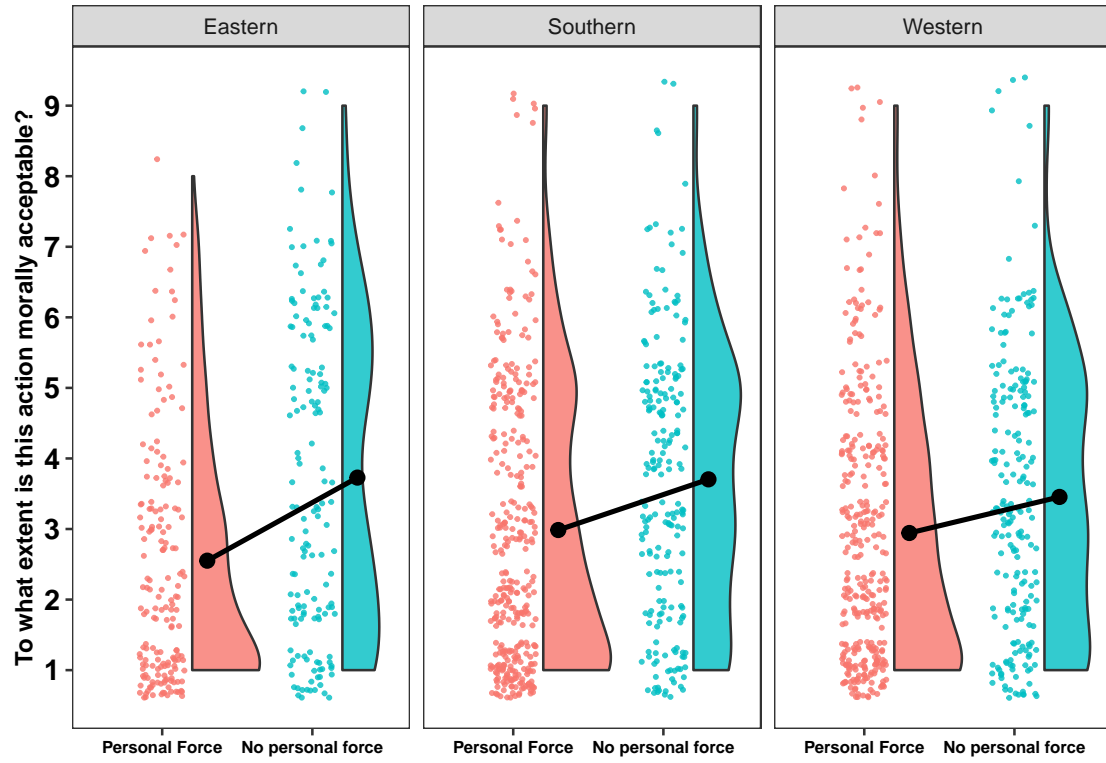 Eastern
Southern
Western
To what extent is this action morally acceptable?
9
8
7
6
5
4
3
2
1
Personal Force
No personal force
Personal Force
No personal force
Personal Force
No personal force